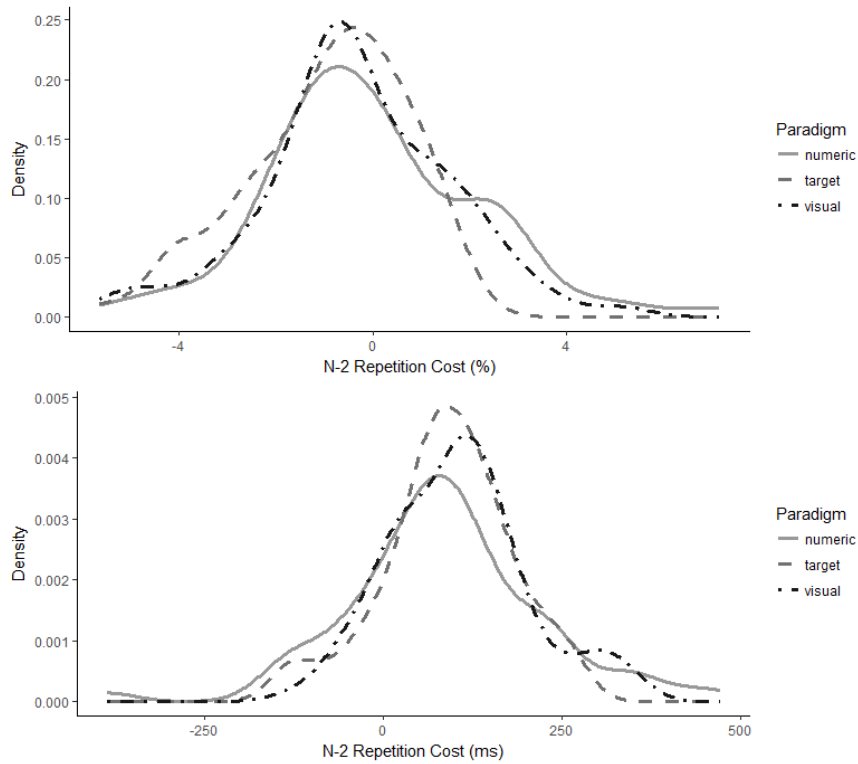 0.25
0.20
0.15
0.10
0.05
0.00
Density
-4
0
4
N-2 Repetition Cost (%)
Paradigm
numeric
target
visual
0.005
0.004
0.003
0.002
0.001
0.000
Density
-250
0
250
500
N-2 Repetition Cost (ms)
Paradigm
numeric
target
visual